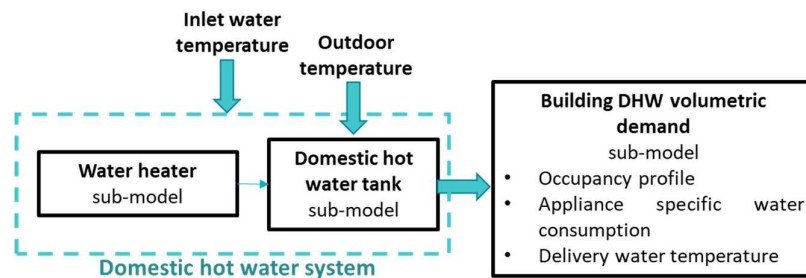 Inlet water
temperature
Outdoor
temperature
Water heater
sub-model
Domestic hot
water tank
sub-model
Domestic hot water system
Building DHW volumetric
demand
sub-model
• Occupancy profile
• Appliance specific water
consumption
• Delivery water temperature